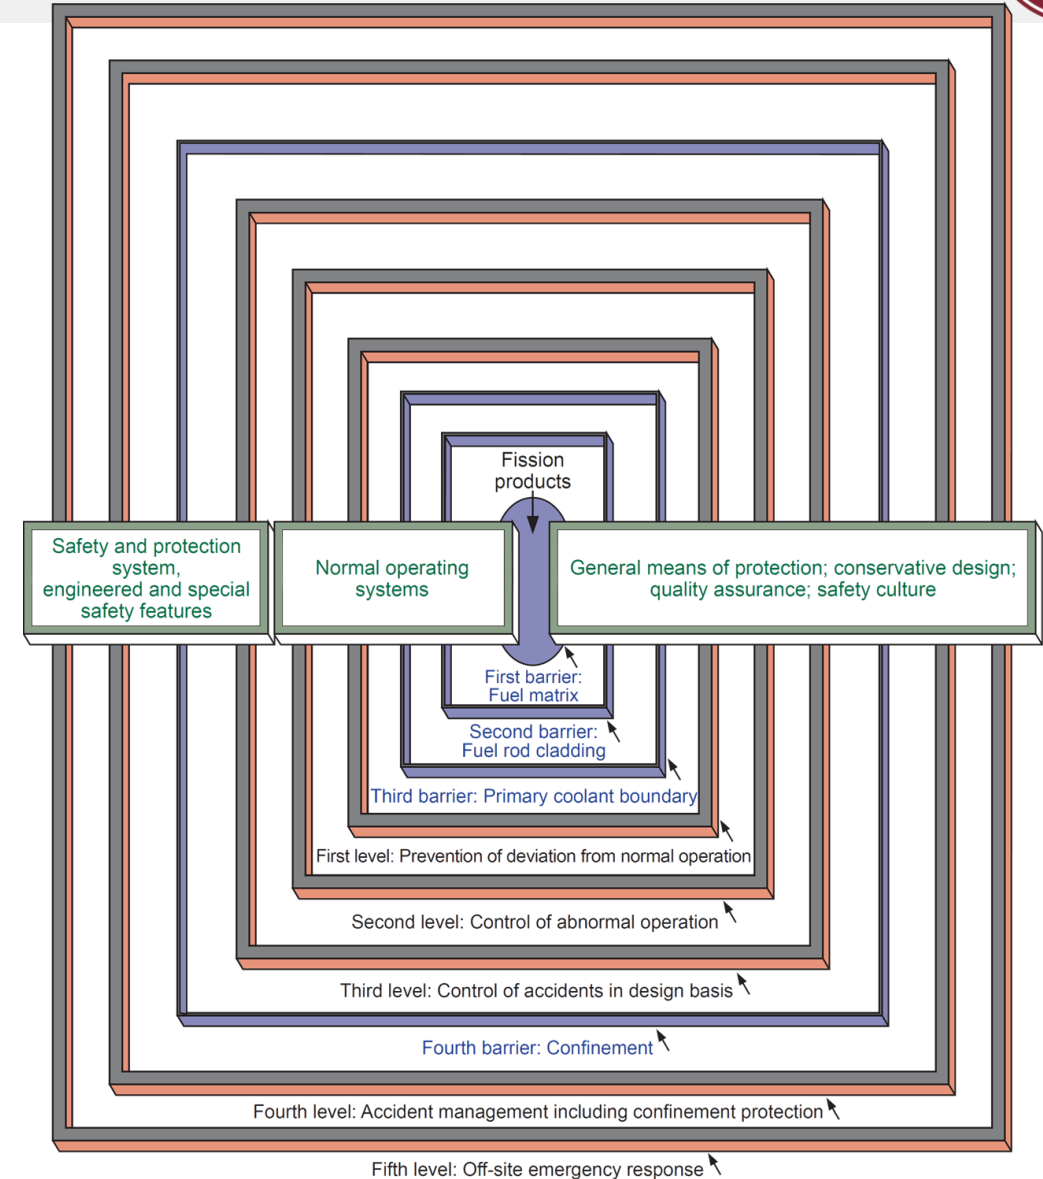 Fission
products
Safety and protection
system,
engineered and special
safety features
Normal operating
systems
General means of protection; conservative design;
quality assurance; safety culture
First barrier:
Fuel matrix
Second barrier:
Fuel rod cladding
Third barrier: Primary coolant boundary
First level: Prevention of deviation from normal operation
Second level: Control of abnormal operation
Third level: Control of accidents in design basis
Fourth barrier: Confinement
Fourth level: Accident management including confinement protection
Fifth level: Off-site emergency response